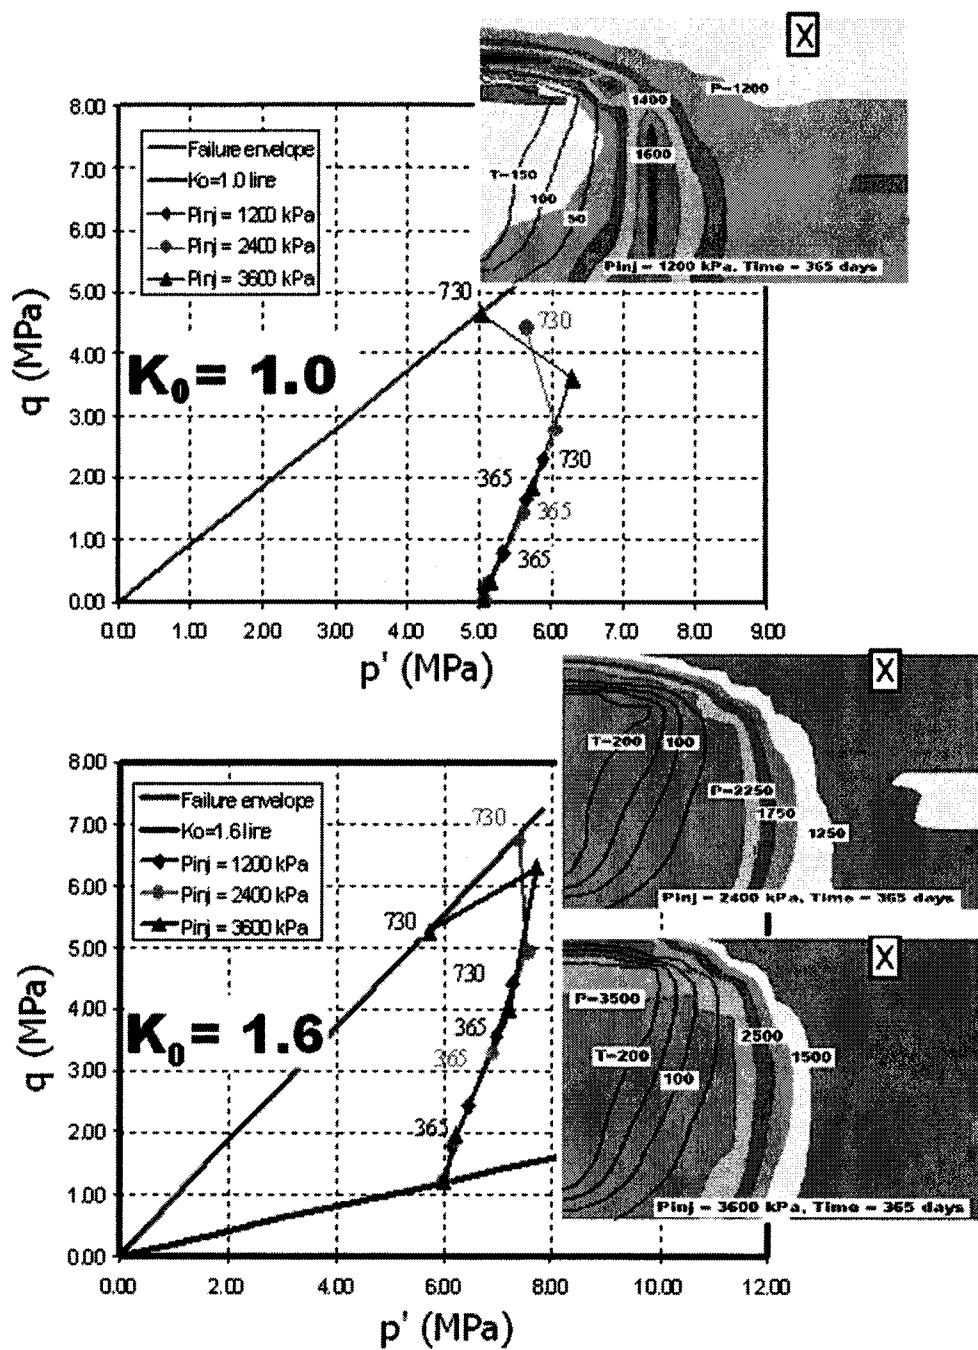 X
P=1200
1400
1600
T=150
100
50
Pinj = 1200 kPa, Time = 365 days
8.00
7.00
6.00
5.00
4.00
3.00
2.00
1.00
0.00
q (MPa)
Failure envelope
Ko=1.0 line
Pinj = 1200 kPa
Pinj = 2400 kPa
Pinj = 3600 kPa
K0 = 1.0
730
730
365
730
365
365
0.00 1.00 2.00 3.00 4.00 5.00 6.00 7.00 8.00 9.00
p' (MPa)
X
T=200
100
P=2250
1750
1250
Pinj = 2400 kPa, Time = 365 days
8.00
7.00
6.00
5.00
4.00
3.00
2.00
1.00
0.00
q (MPa)
Failure envelope
Ko=1.6 line
Pinj = 1200 kPa
Pinj = 2400 kPa
Pinj = 3600 kPa
K0 = 1.6
730
730
730
365
365
365
X
P=3500
2500
1500
T=200
100
Pinj = 3600 kPa, Time = 365 days
0.00 2.00 4.00 6.00 8.00 10.00 12.00
p' (MPa)